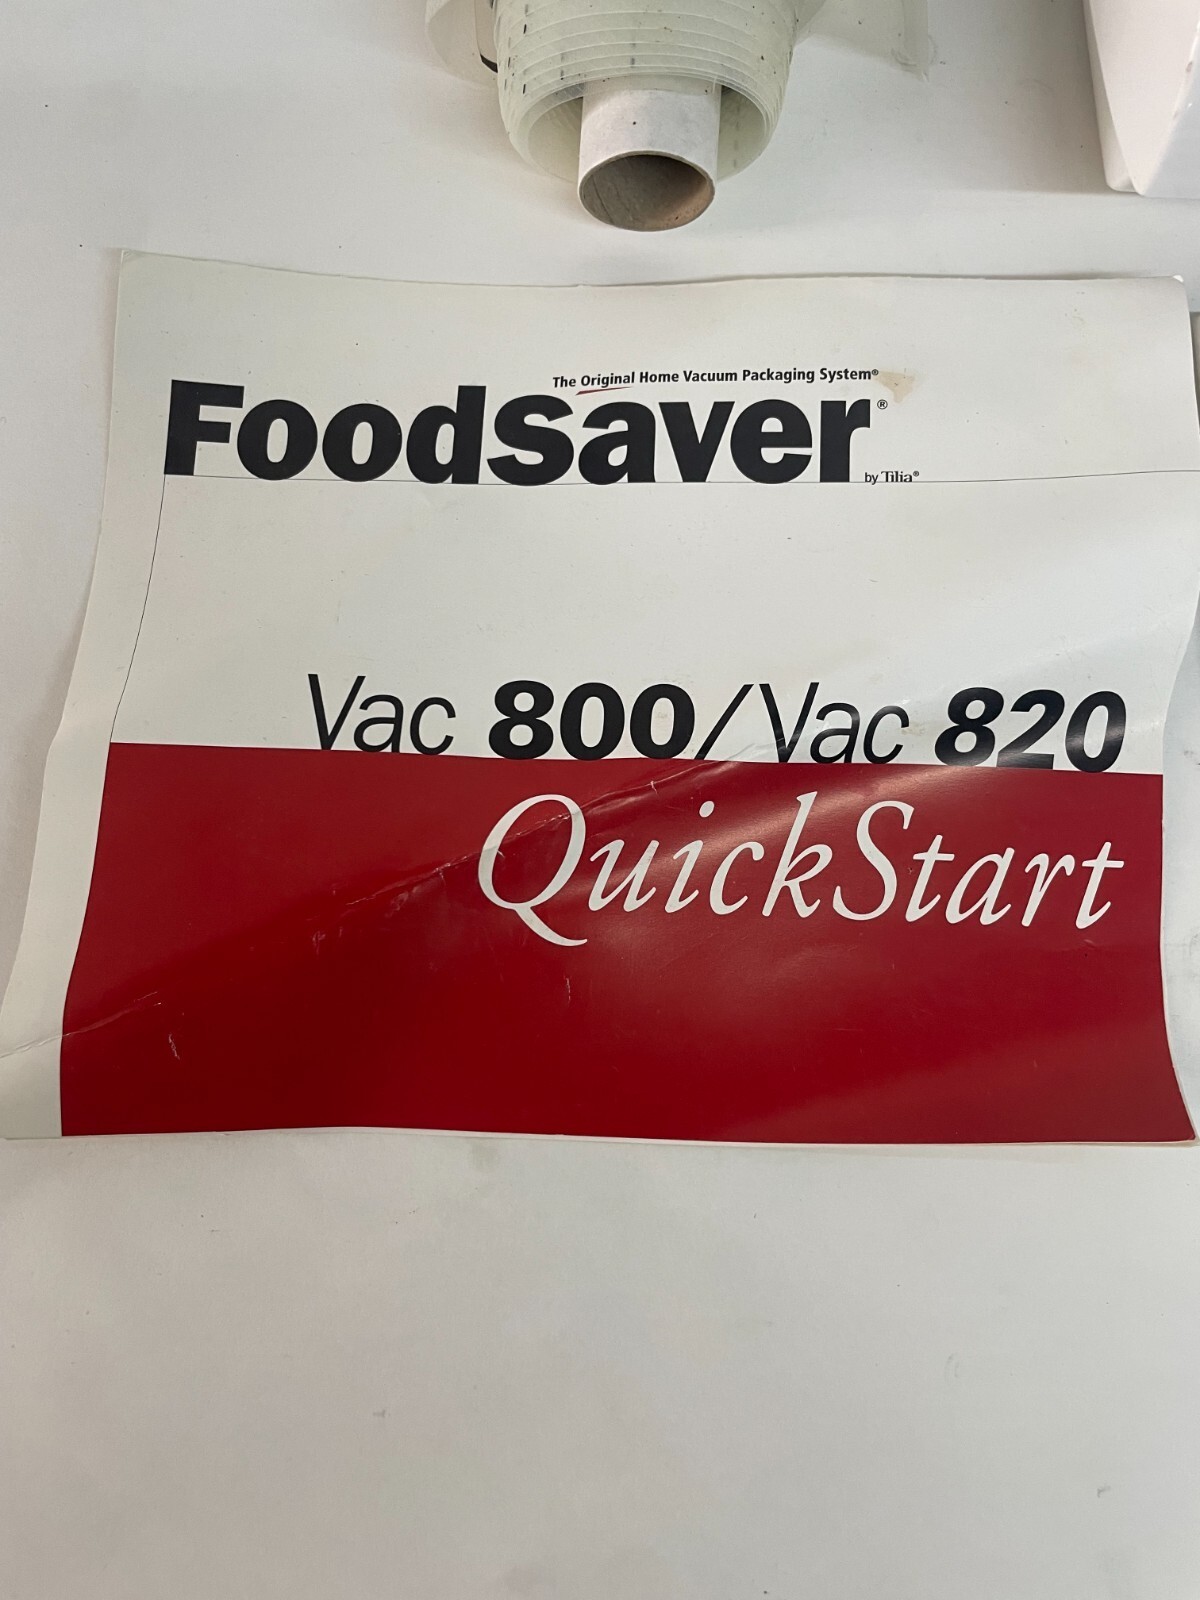 The Original Home Vacuum Packaging System®
FoodSaver®
by Tilia®
Vac 800/Vac 820
QuickStart